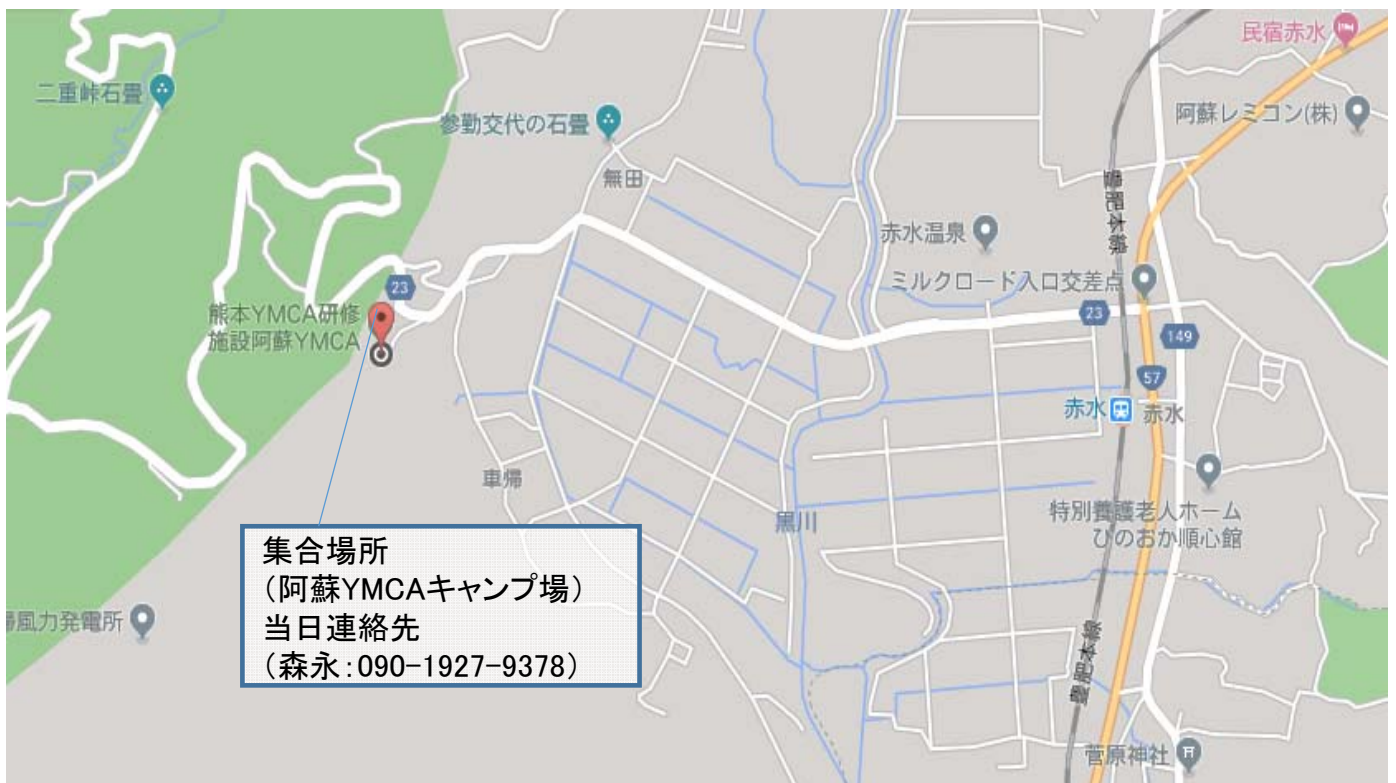 民宿赤水
二重峠石畳
阿蘇レミコン(株)
参勤交代の石畳
無田
豊肥本線
赤水温泉
ミルクロード入口交差点
23
熊本YMCA研修
施設阿蘇YMCA
23
149
57
赤水
赤水
車帰
特別養護老人ホーム
ひのおか順心館
黒川
集合場所
（阿蘇YMCAキャンプ場）
当日連絡先
（森永：090-1927-9378）
帰風力発電所
豊肥本線
菅原神社